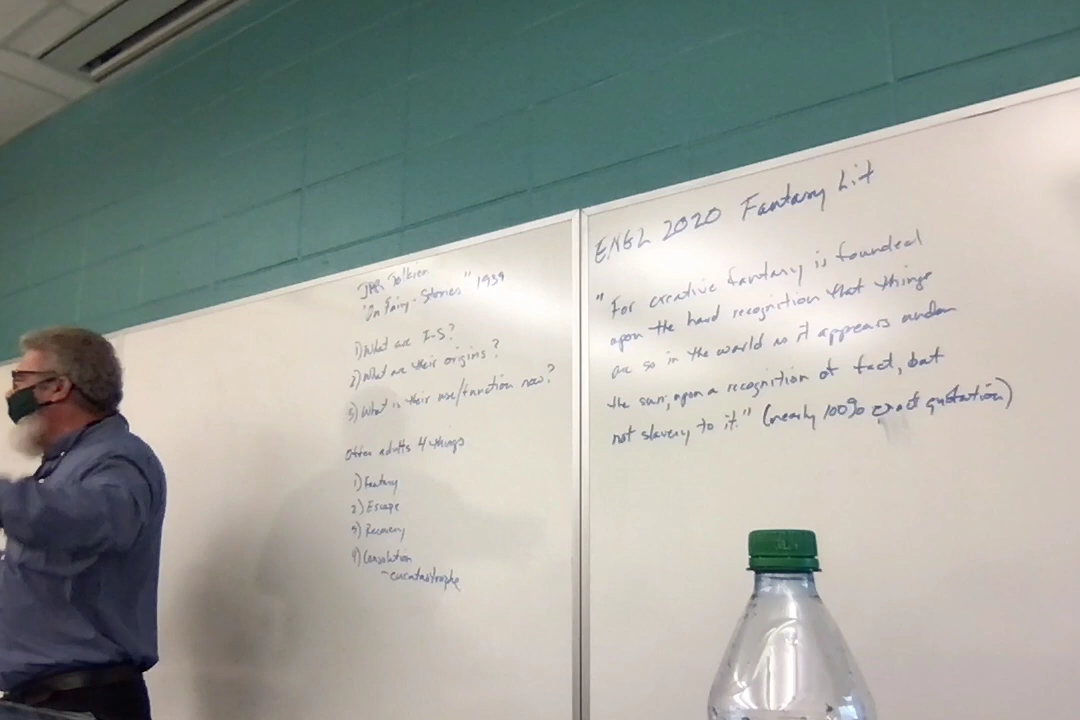 JRR Tolkien
"On Fairy-Stories" 1939
1) What are F-S?
2) What are their origins?
3) What is their use/function now?
Offer adults 4 things
1) Fantasy
2) Escape
3) Recovery
4) Consolation
- eucatastrophe
ENGL 2020 Fantasy Lit
"For creative fantasy is founded
upon the hard recognition that things
are so in the world as it appears under
the sun; upon a recognition of fact, but
not slavery to it." (nearly 100% exact quotation)